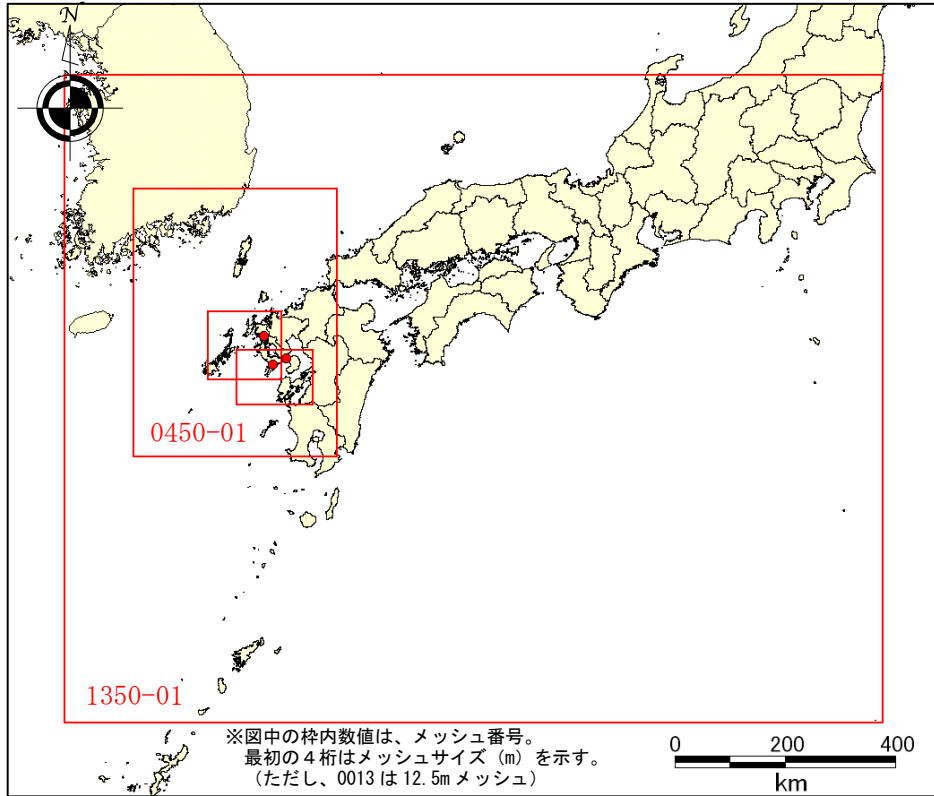 N
0450-01
1350-01
※図中の枠内数値は、メッシュ番号。
最初の４桁はメッシュサイズ（m）を示す。
（ただし、0013 は 12.5m メッシュ）
0 200 400
km